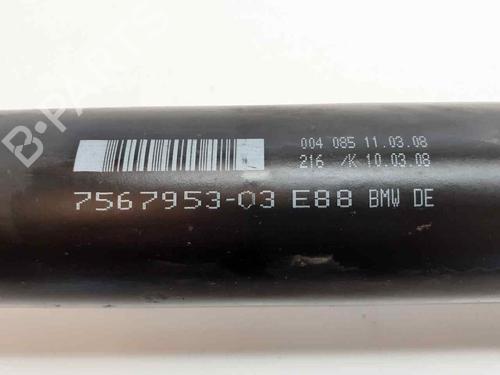 004 085 11.03.08
216 /K 10.03.08
7567953-03 E88 BMW DE